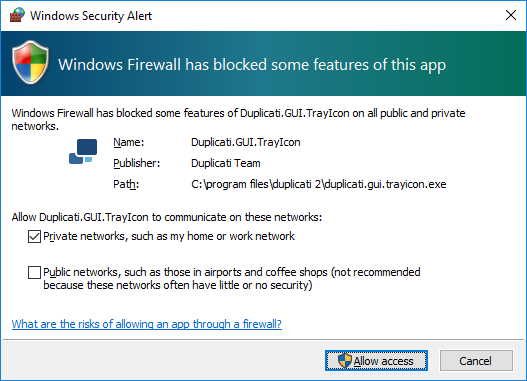 Windows Security Alert
Windows Firewall has blocked some features of this app
Windows Firewall has blocked some features of Duplicati.GUI.TrayIcon on all public and private
networks.
Name: Duplicati.GUI.TrayIcon
Publisher: Duplicati Team
Path: C:\program files\duplicati 2\duplicati.gui.trayicon.exe
Allow Duplicati.GUI.TrayIcon to communicate on these networks:
Private networks, such as my home or work network
Public networks, such as those in airports and coffee shops (not recommended
because these networks often have little or no security)
What are the risks of allowing an app through a firewall?
Allow access Cancel